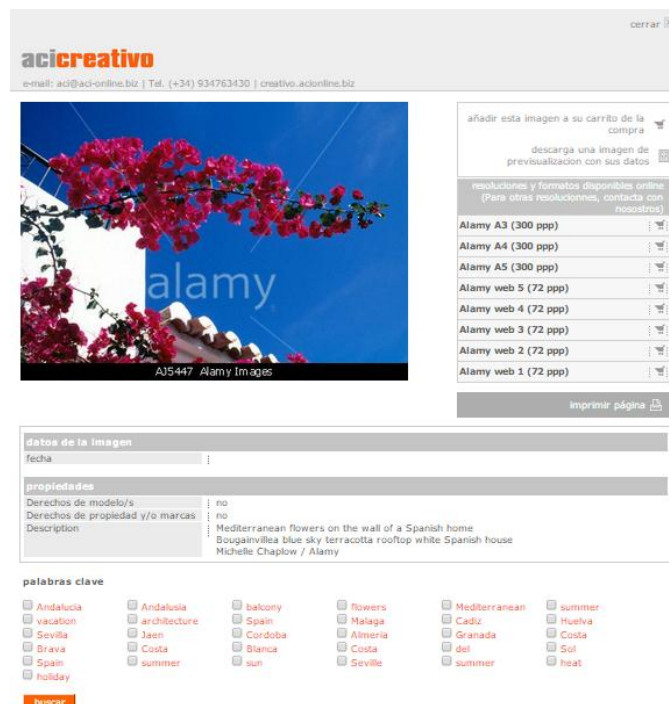 cerrar
acicreativo
e-mail: aci@aci-online.biz | Tel. (+34) 934763430 | creativo.acionline.biz
alamy
AJ5447 Alamy Images
añadir esta imagen a su carrito de la
compra
descarga una imagen de
previsualizacion con sus datos
resoluciones y formatos disponibles online
(Para otras resolucionnes, contacta con
nosostros)
Alamy A3 (300 ppp)
Alamy A4 (300 ppp)
Alamy A5 (300 ppp)
Alamy web 5 (72 ppp)
Alamy web 4 (72 ppp)
Alamy web 3 (72 ppp)
Alamy web 2 (72 ppp)
Alamy web 1 (72 ppp)
imprimir página
datos de la imagen
fecha
propiedades
Derechos de modelo/s no
Derechos de propiedad y/o marcas no
Description Mediterranean flowers on the wall of a Spanish home
Bougainvillea blue sky terracotta rooftop white Spanish house
Michelle Chaplow / Alamy
palabras clave
Andalucia Andalusia balcony flowers Mediterranean summer
vacation architecture Spain Malaga Cadiz Huelva
Sevilla Jaen Cordoba Almeria Granada Costa
Brava Costa Blanca Costa del Sol
Spain summer sun Seville summer heat
holiday
buscar